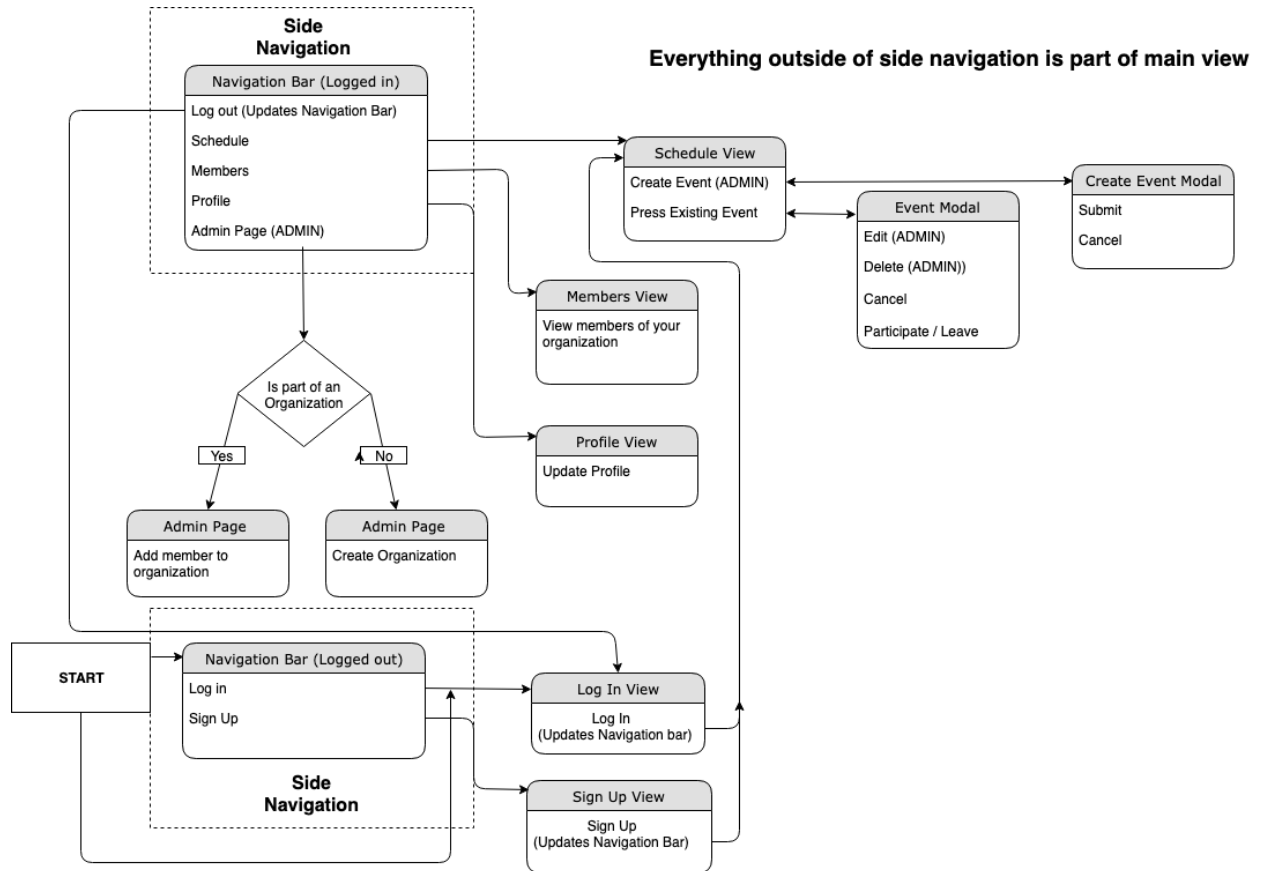 Side
Navigation
Everything outside of side navigation is part of main view
Navigation Bar (Logged in)
Log out (Updates Navigation Bar)
Schedule
Members
Profile
Admin Page (ADMIN)
Schedule View
Create Event (ADMIN)
Press Existing Event
Create Event Modal
Submit
Cancel
Event Modal
Edit (ADMIN)
Delete (ADMIN))
Cancel
Participate / Leave
Members View
View members of your
organization
Is part of an
Organization
Yes
No
Profile View
Update Profile
Admin Page
Add member to
organization
Admin Page
Create Organization
START
Navigation Bar (Logged out)
Log in
Sign Up
Side
Navigation
Log In View
Log In
(Updates Navigation bar)
Sign Up View
Sign Up
(Updates Navigation Bar)